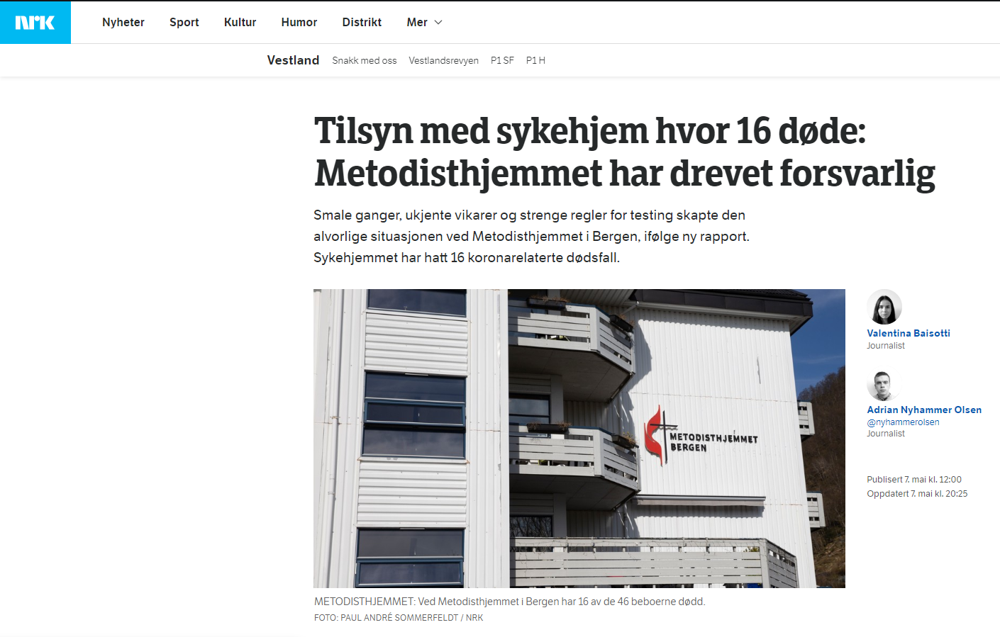 nrk
Nyheter Sport Kultur Humor Distrikt Mer
Vestland Snakk med oss Vestlandsrevyen P1 SF P1 H
Tilsyn med sykehjem hvor 16 døde:
Metodisthjemmet har drevet forsvarlig
Smale ganger, ukjente vikarer og strenge regler for testing skapte den
alvorlige situasjonen ved Metodisthjemmet i Bergen, ifølge ny rapport.
Sykehjemmet har hatt 16 koronarelaterte dødsfall.
METODISTHJEMMET
BERGEN
Valentina Baisotti
Journalist
Adrian Nyhammer Olsen
@nyhammerolsen
Journalist
Publisert 7. mai kl. 12:00
Oppdatert 7. mai kl. 20:25
METODISTHJEMMET: Ved Metodisthjemmet i Bergen har 16 av de 46 beboerne dødd.
FOTO: PAUL ANDRÉ SOMMERFELDT / NRK